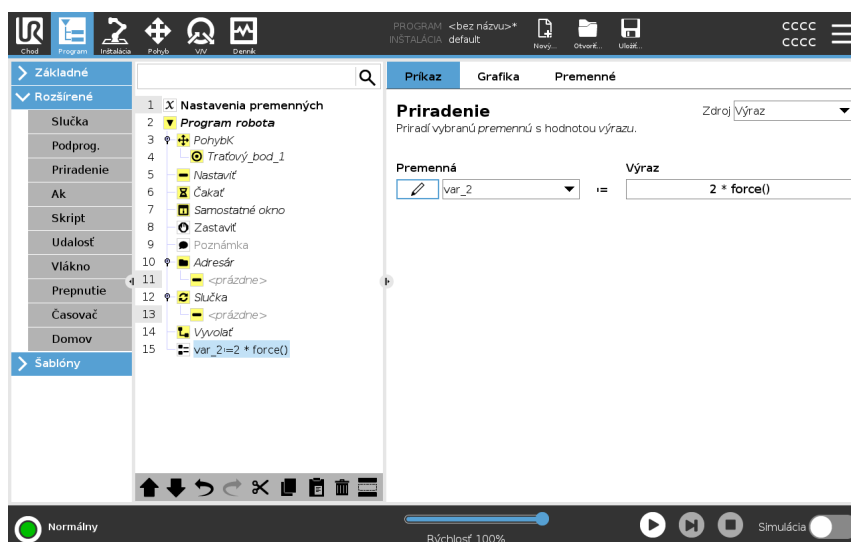 Chod
Program
Inštalácia
Pohyb
V/V
Denník
PROGRAM <bez názvu>*
INŠTALÁCIA default
Nový...
Otvoriť...
Uložiť...
CCCC
CCCC
Základné
Rozšírené
Slučka
Podprog.
Priradenie
Ak
Skript
Udalosť
Vlákno
Prepnutie
Časovač
Domov
Šablóny
1 X Nastavenia premenných
2 Program robota
3 PohybK
4 Traťový_bod_1
5 Nastaviť
6 Čakať
7 Samostatné okno
8 Zastaviť
9 Poznámka
10 Adresár
11 <prázdne>
12 Slučka
13 <prázdne>
14 Vyvolať
15 var_2:=2 * force()
Príkaz
Grafika
Premenné
Priradenie
Zdroj Výraz
Priradí vybranú premennú s hodnotou výrazu.
Premenná
Výraz
var_2 := 2 * force()
Normálny
Rýchlosť 100%
Simulácia